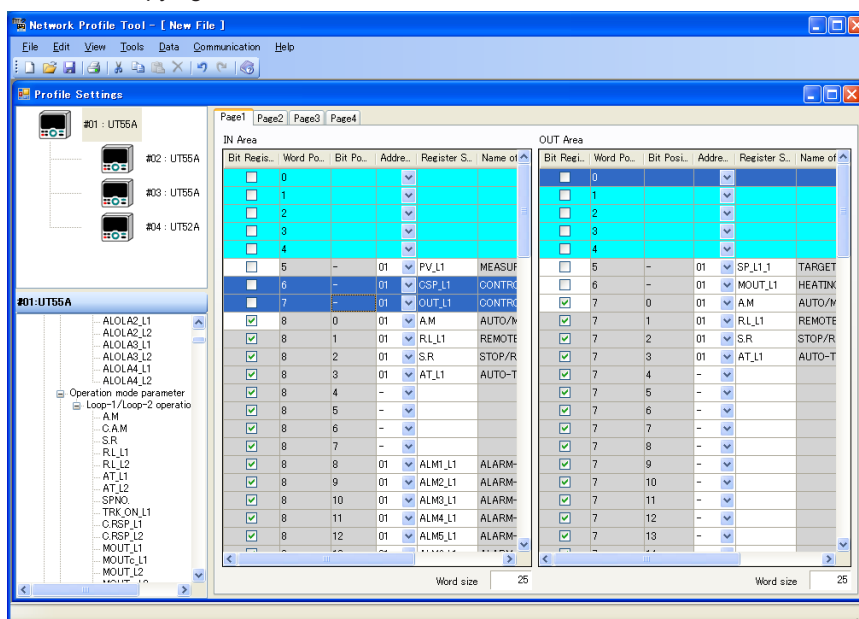 Network Profile Tool - [ New File ]
File Edit View Tools Data Communication Help
Profile Settings
#01 : UT55A
#02 : UT55A
#03 : UT55A
#04 : UT52A
#01:UT55A
ALOLA2_L1
ALOLA2_L2
ALOLA3_L1
ALOLA3_L2
ALOLA4_L1
ALOLA4_L2
Operation mode parameter
Loop-1/Loop-2 operatio
A.M
C.A.M
S.R
R.L_L1
R.L_L2
AT_L1
AT_L2
SPNO.
TRK_ON_L1
C.RSP_L1
C.RSP_L2
MOUT_L1
MOUTc_L1
MOUT_L2
Page1 Page2 Page3 Page4
IN Area
Bit Regis... Word Po... Bit Po... Addre... Register S... Name of
0
1
2
3
4
5 - 01 PV_L1 MEASUF
6 - 01 CSP_L1 CONTRO
7 - 01 OUT_L1 CONTRO
8 0 01 A.M AUTO/M
8 1 01 R.L_L1 REMOTE
8 2 01 S.R STOP/R
8 3 01 AT_L1 AUTO-T
8 4 -
8 5 -
8 6 -
8 7 -
8 8 01 ALM1_L1 ALARM-
8 9 01 ALM2_L1 ALARM-
8 10 01 ALM3_L1 ALARM-
8 11 01 ALM4_L1 ALARM-
8 12 01 ALM5_L1 ALARM-
Word size 25
OUT Area
Bit Regi... Word Po... Bit Posi... Addre... Register S... Name of
0
1
2
3
4
5 - 01 SP_L1_1 TARGET
6 - 01 MOUT_L1 HEATING
7 0 01 A.M AUTO/M
7 1 01 R.L_L1 REMOTE
7 2 01 S.R STOP/R
7 3 01 AT_L1 AUTO-T
7 4 -
7 5 -
7 6 -
7 7 -
7 8 -
7 9 -
7 10 -
7 11 -
7 12 -
7 13 -
Word size 25